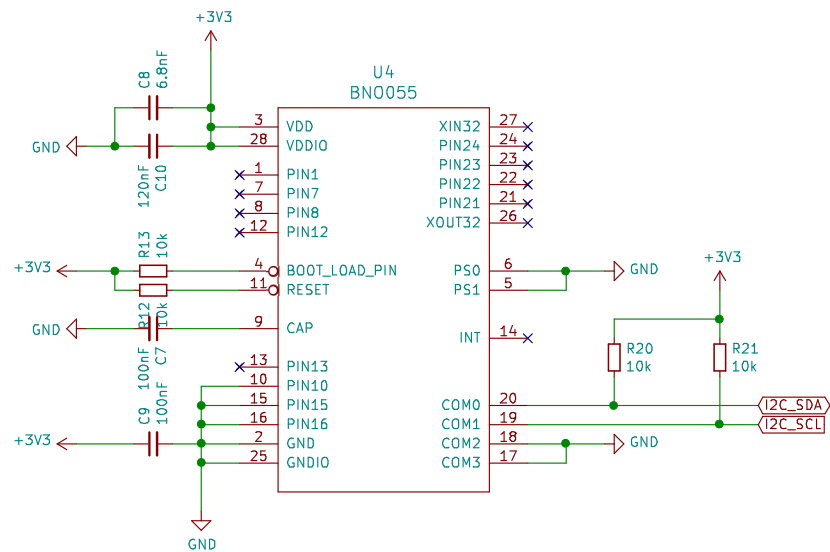 +3V3
C8
6.8nF
GND
120nF
C10
U4
BNO055
3
VDD
28
VDDIO
1
PIN1
7
PIN7
8
PIN8
12
PIN12
R13
10k
+3V3
4
BOOT_LOAD_PIN
11
RESET
R12
10k
GND
9
CAP
100nF
C7
13
PIN13
10
PIN10
15
PIN15
16
PIN16
C9
100nF
+3V3
2
GND
25
GNDIO
GND
XIN32
27
PIN24
24
PIN23
23
PIN22
22
PIN21
21
XOUT32
26
PS0
6
GND
PS1
5
INT
14
+3V3
R20
10k
R21
10k
COM0
20
I2C_SDA
COM1
19
I2C_SCL
COM2
18
GND
COM3
17